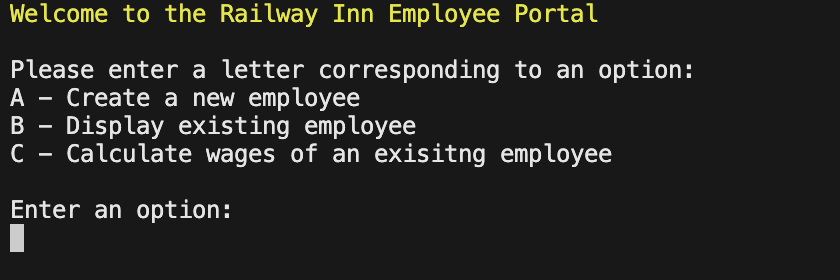 Welcome to the Railway Inn Employee Portal
Please enter a letter corresponding to an option:
A – Create a new employee
B – Display existing employee
C – Calculate wages of an exisitng employee
Enter an option: